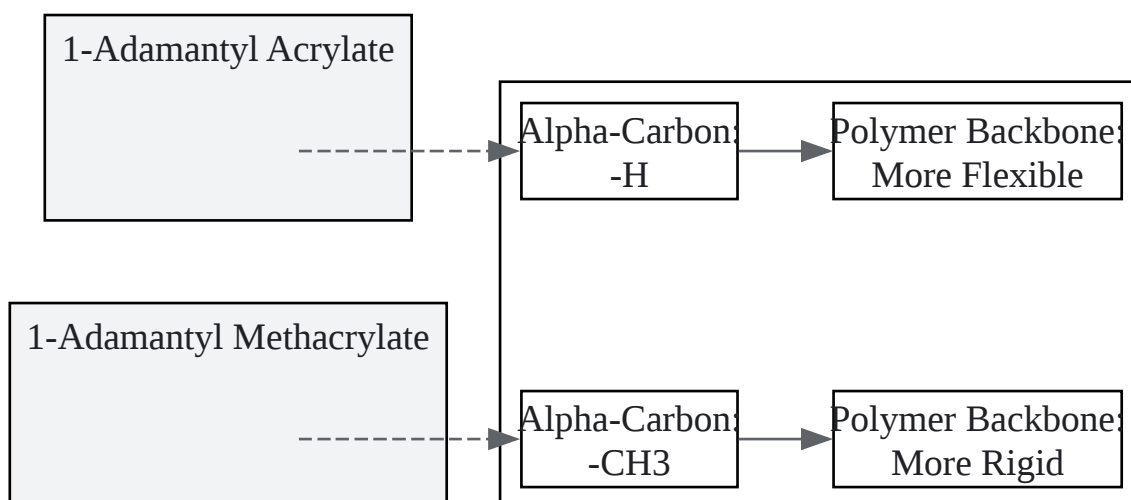 1-Adamantyl Acrylate
Alpha-Carbon:
-H
Polymer Backbone:
More Flexible
1-Adamantyl Methacrylate
Alpha-Carbon:
-CH3
Polymer Backbone:
More Rigid